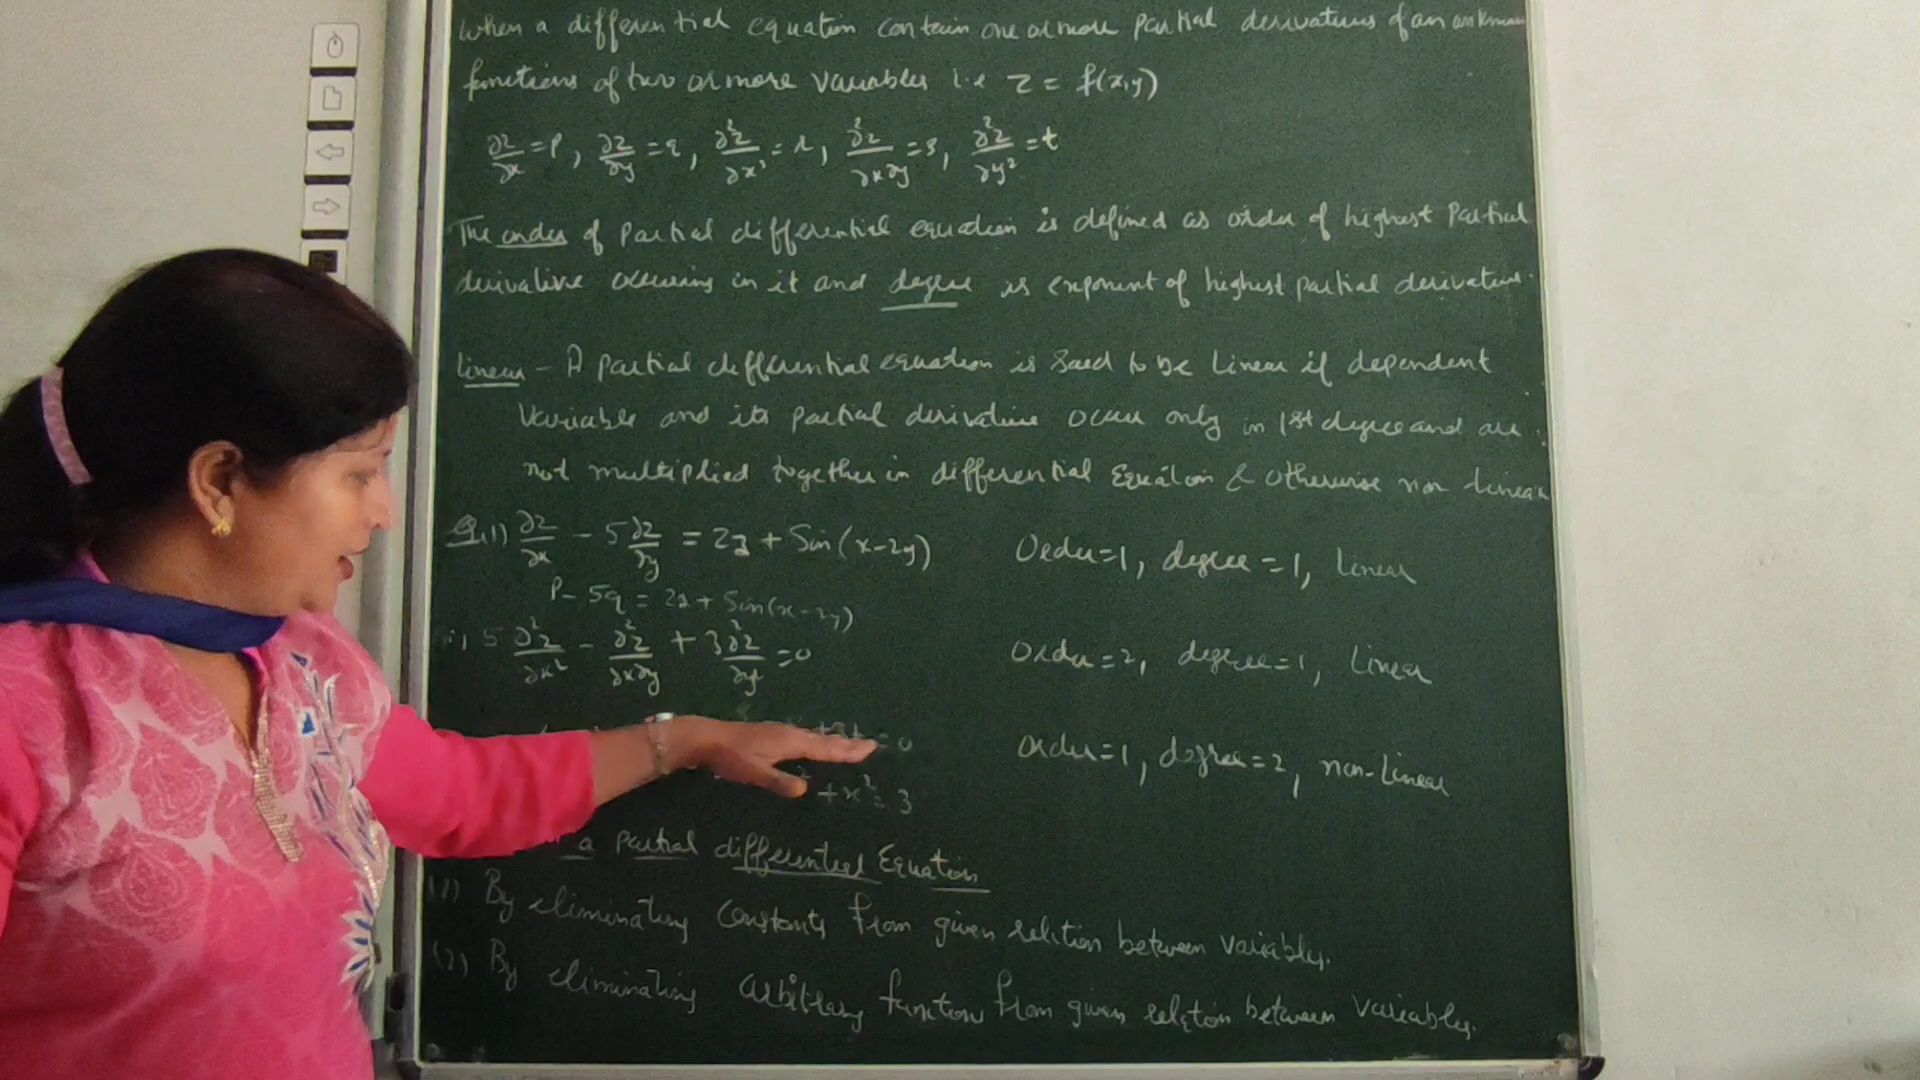 When a differential equation contain one or more partial derivatives of an unknown
functions of two or more variables i.e z = f(x,y)
∂z/∂x = p, ∂z/∂y = q, ∂²z/∂x² = r, ∂²z/∂x∂y = s, ∂²z/∂y² = t
The order of partial differential equation is defined as order of highest partial
derivative occuring in it and degree is exponent of highest partial derivative.
Linear - A partial differential equation is said to be linear if dependent
Variable and its partial derivative occur only in 1st degree and are
not multiplied together in differential Equation & otherwise non linear
Eg. 1) ∂z/∂x - 5 ∂z/∂y = 2z + Sin(x-2y) Order=1, degree=1, Linear
P - 5q = 2z + Sin(x-2y)
5 ∂²z/∂x² - ∂²z/∂x∂y + 3 ∂²z/∂y² = 0 Order=2, degree=1, Linear
+3t = 0 Order=1, degree=2, non-Linear
+x² = 3
a partial differential Equation
(1) By eliminating Constants from given relation between variables.
(2) By eliminating arbitrary function from given relation between variables.